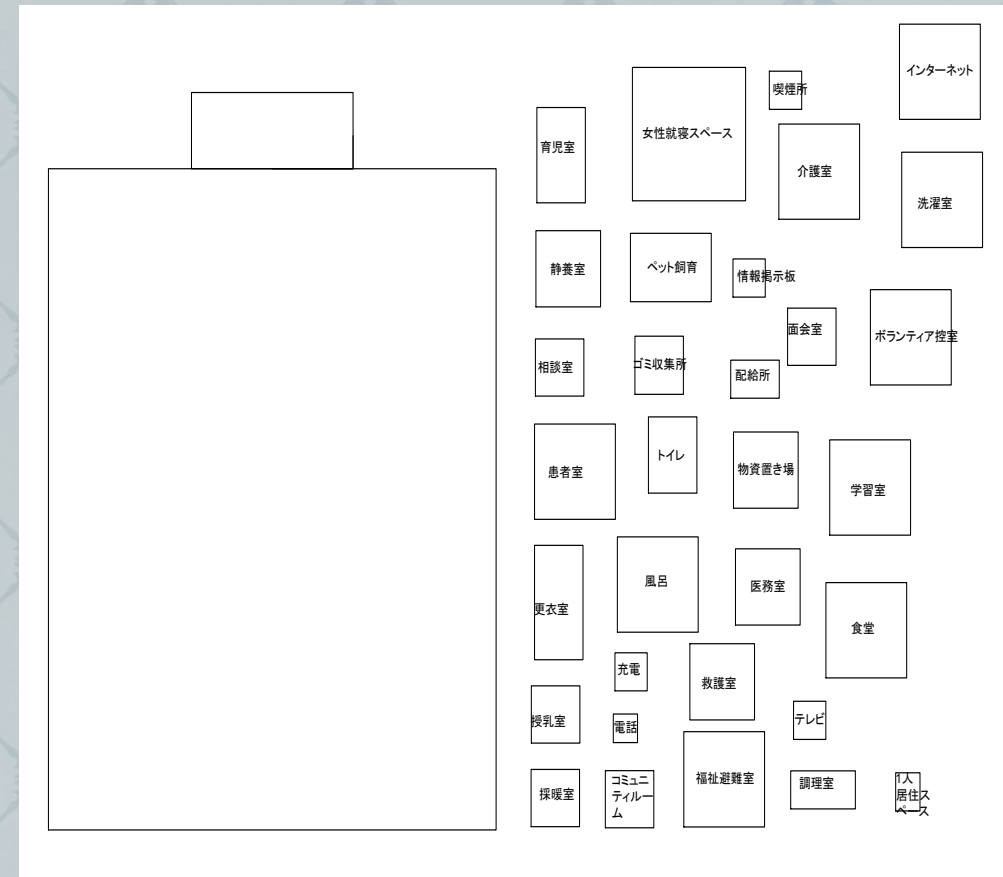 インターネット
喫煙所
女性就寝スペース
育児室
介護室
洗濯室
静養室
ペット飼育
情報掲示板
面会室
ボランティア控室
相談室
ゴミ収集所
配給所
患者室
トイレ
物資置き場
学習室
更衣室
風呂
医務室
食堂
充電
救護室
授乳室
電話
テレビ
採暖室
コミュニ
ティルー
ム
福祉避難室
調理室
1人
居住ス
ペース